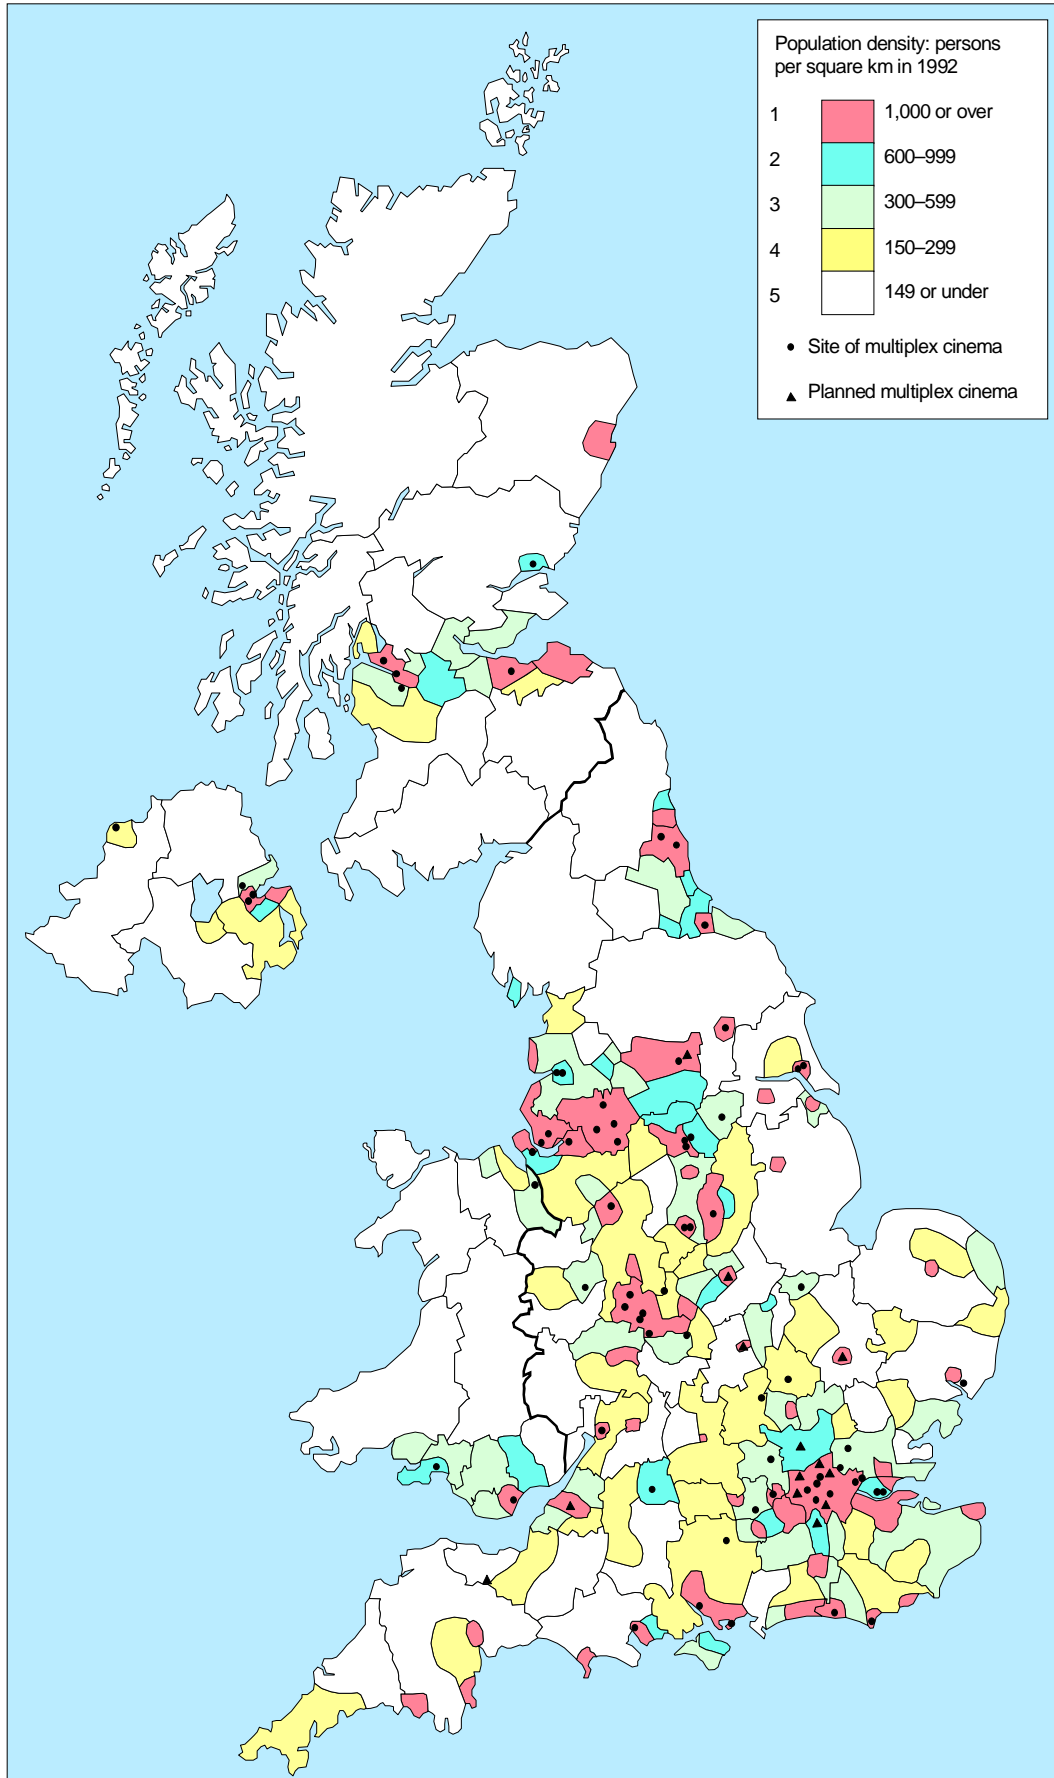 Population density: persons
per square km in 1992
1 1,000 or over
2 600–999
3 300–599
4 150–299
5 149 or under
Site of multiplex cinema
Planned multiplex cinema